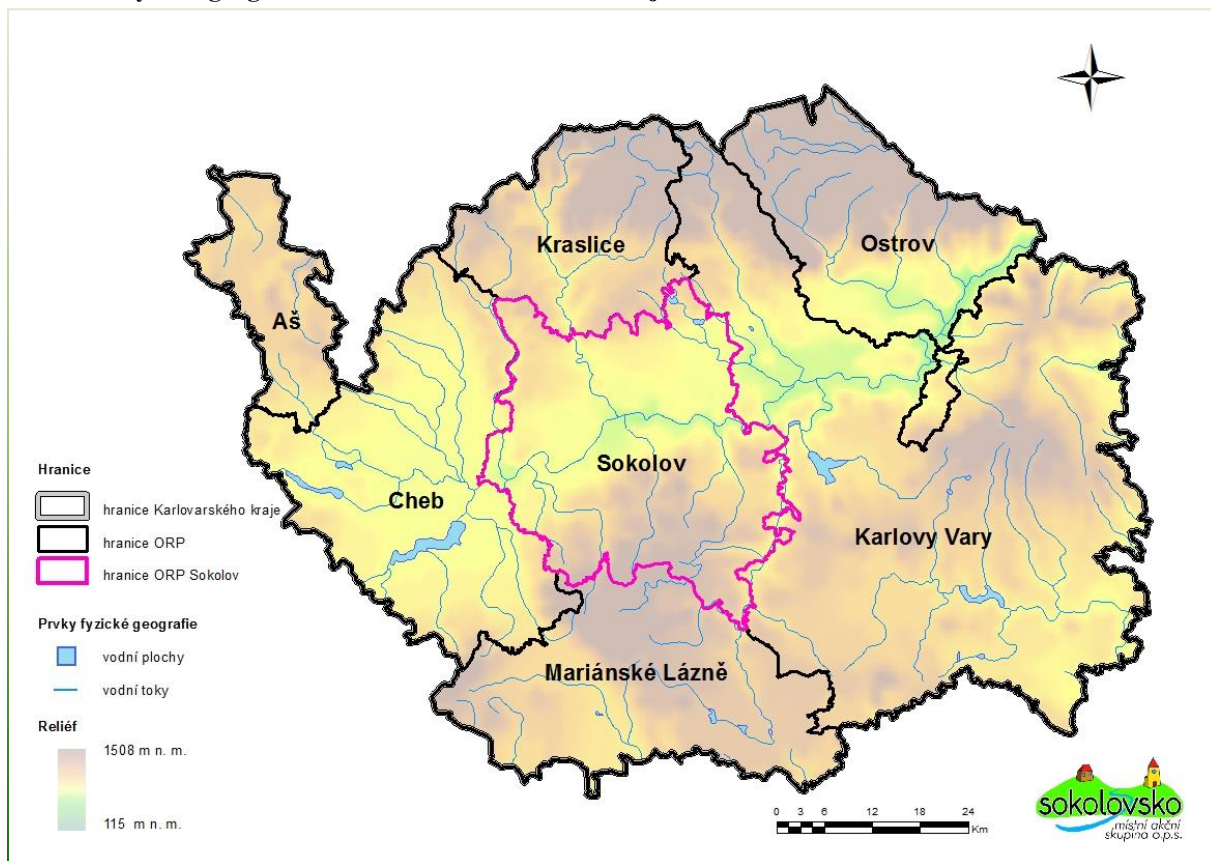 Kraslice
Ostrov
Aš
Sokolov
Cheb
Karlovy Vary
Mariánské Lázně
Hranice
hranice Karlovarského kraje
hranice ORP
hranice ORP Sokolov
Prvky fyzické geografie
vodní plochy
vodní toky
Reliéf
1508 m n. m.
115 m n. m.
0 3 6 12 18 24
Km
sokolovsko
místní akční
skupina o.p.s.